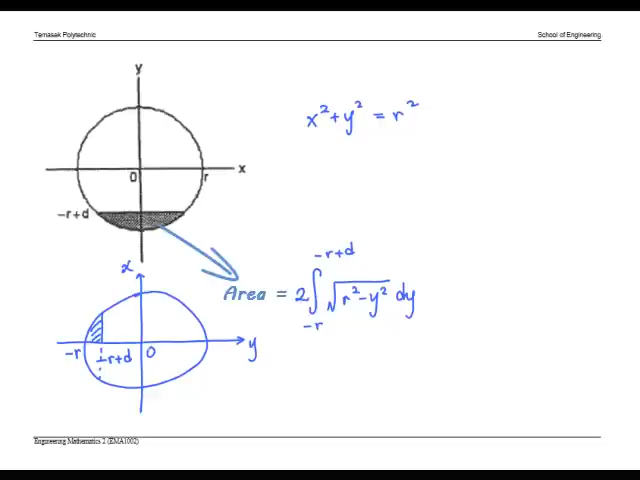 Temasek Polytechnic
School of Engineering
y
x² + y² = r²
0
r
x
-r+d
x
Area = 2 ∫_{-r}^{-r+d} √(r² - y²) dy
-r
-r+d
0
y
Engineering Mathematics 2 (EMA1002)